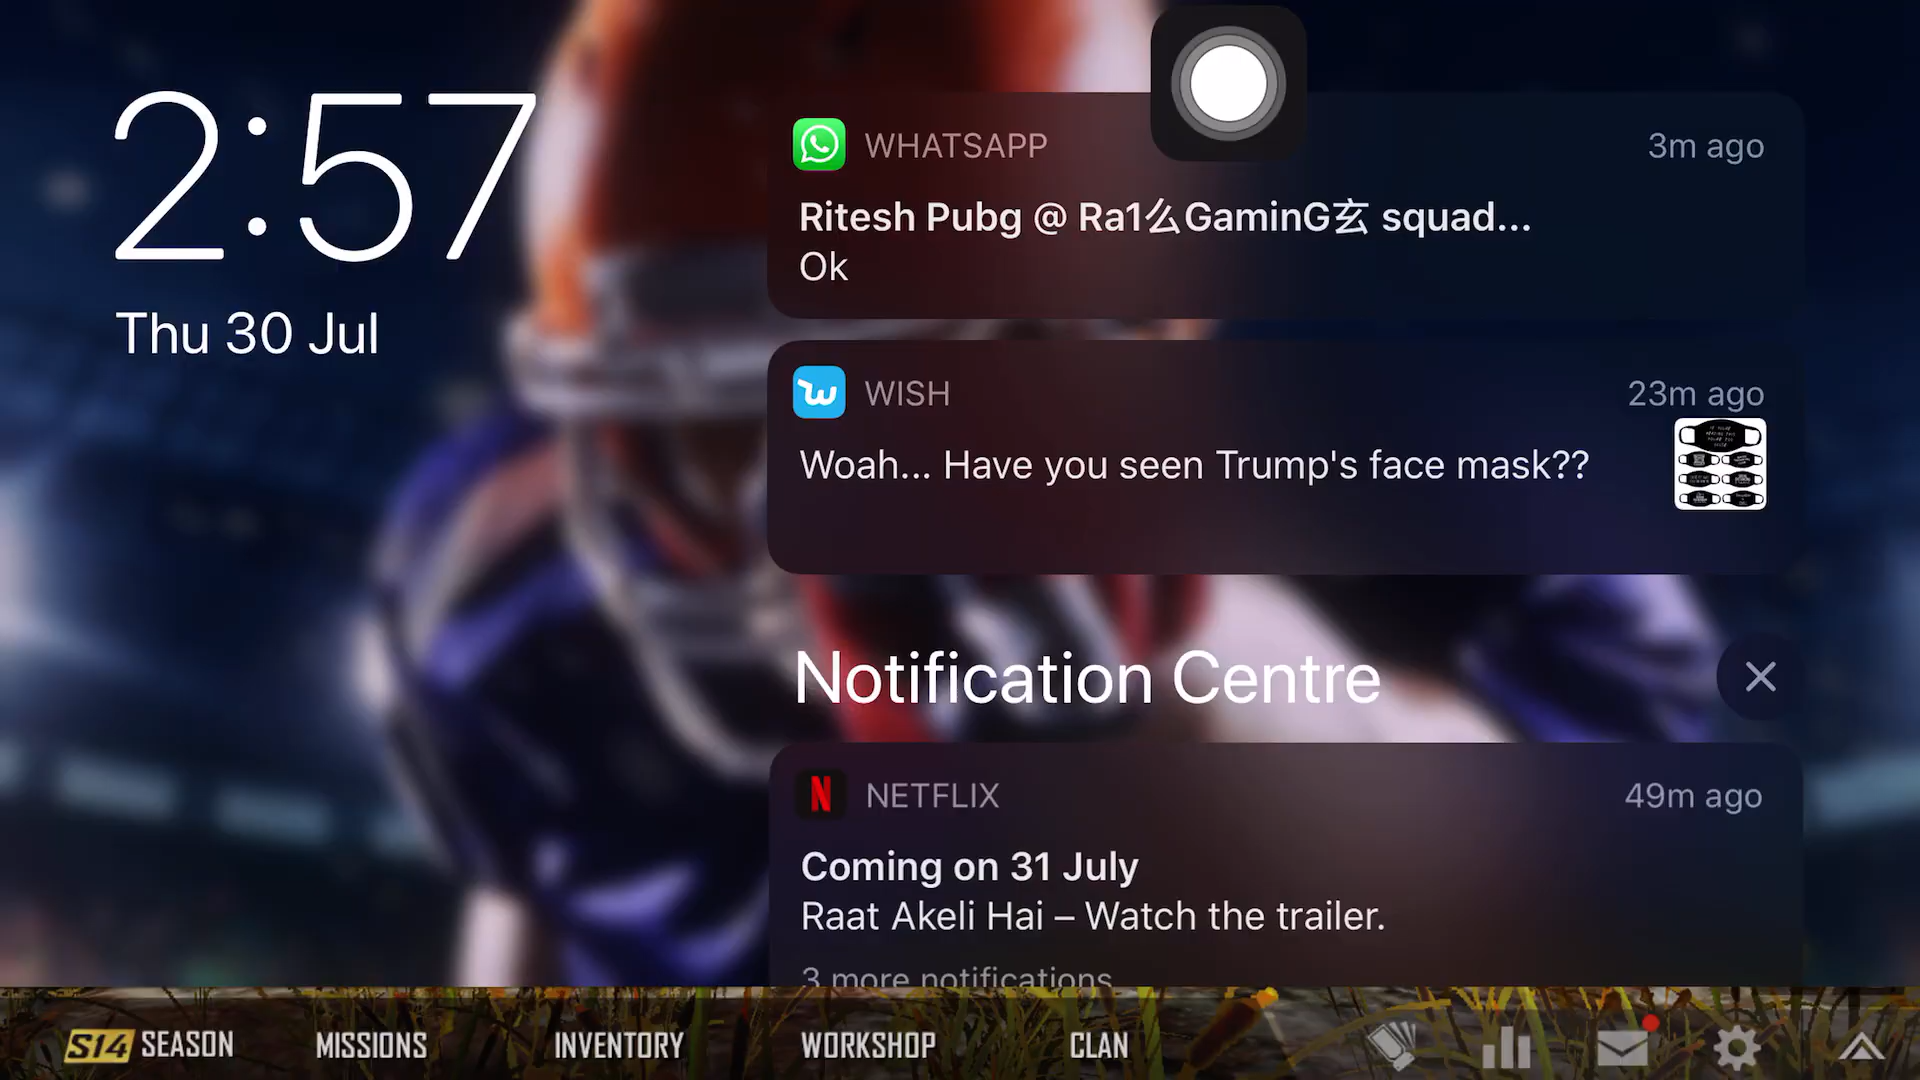 2:57
Thu 30 Jul
WHATSAPP
3m ago
Ritesh Pubg @ Ra1么GaminG玄 squad...
Ok
WISH
23m ago
Woah... Have you seen Trump's face mask??
Notification Centre
NETFLIX
49m ago
Coming on 31 July
Raat Akeli Hai – Watch the trailer.
3 more notifications
S14 SEASON
MISSIONS
INVENTORY
WORKSHOP
CLAN